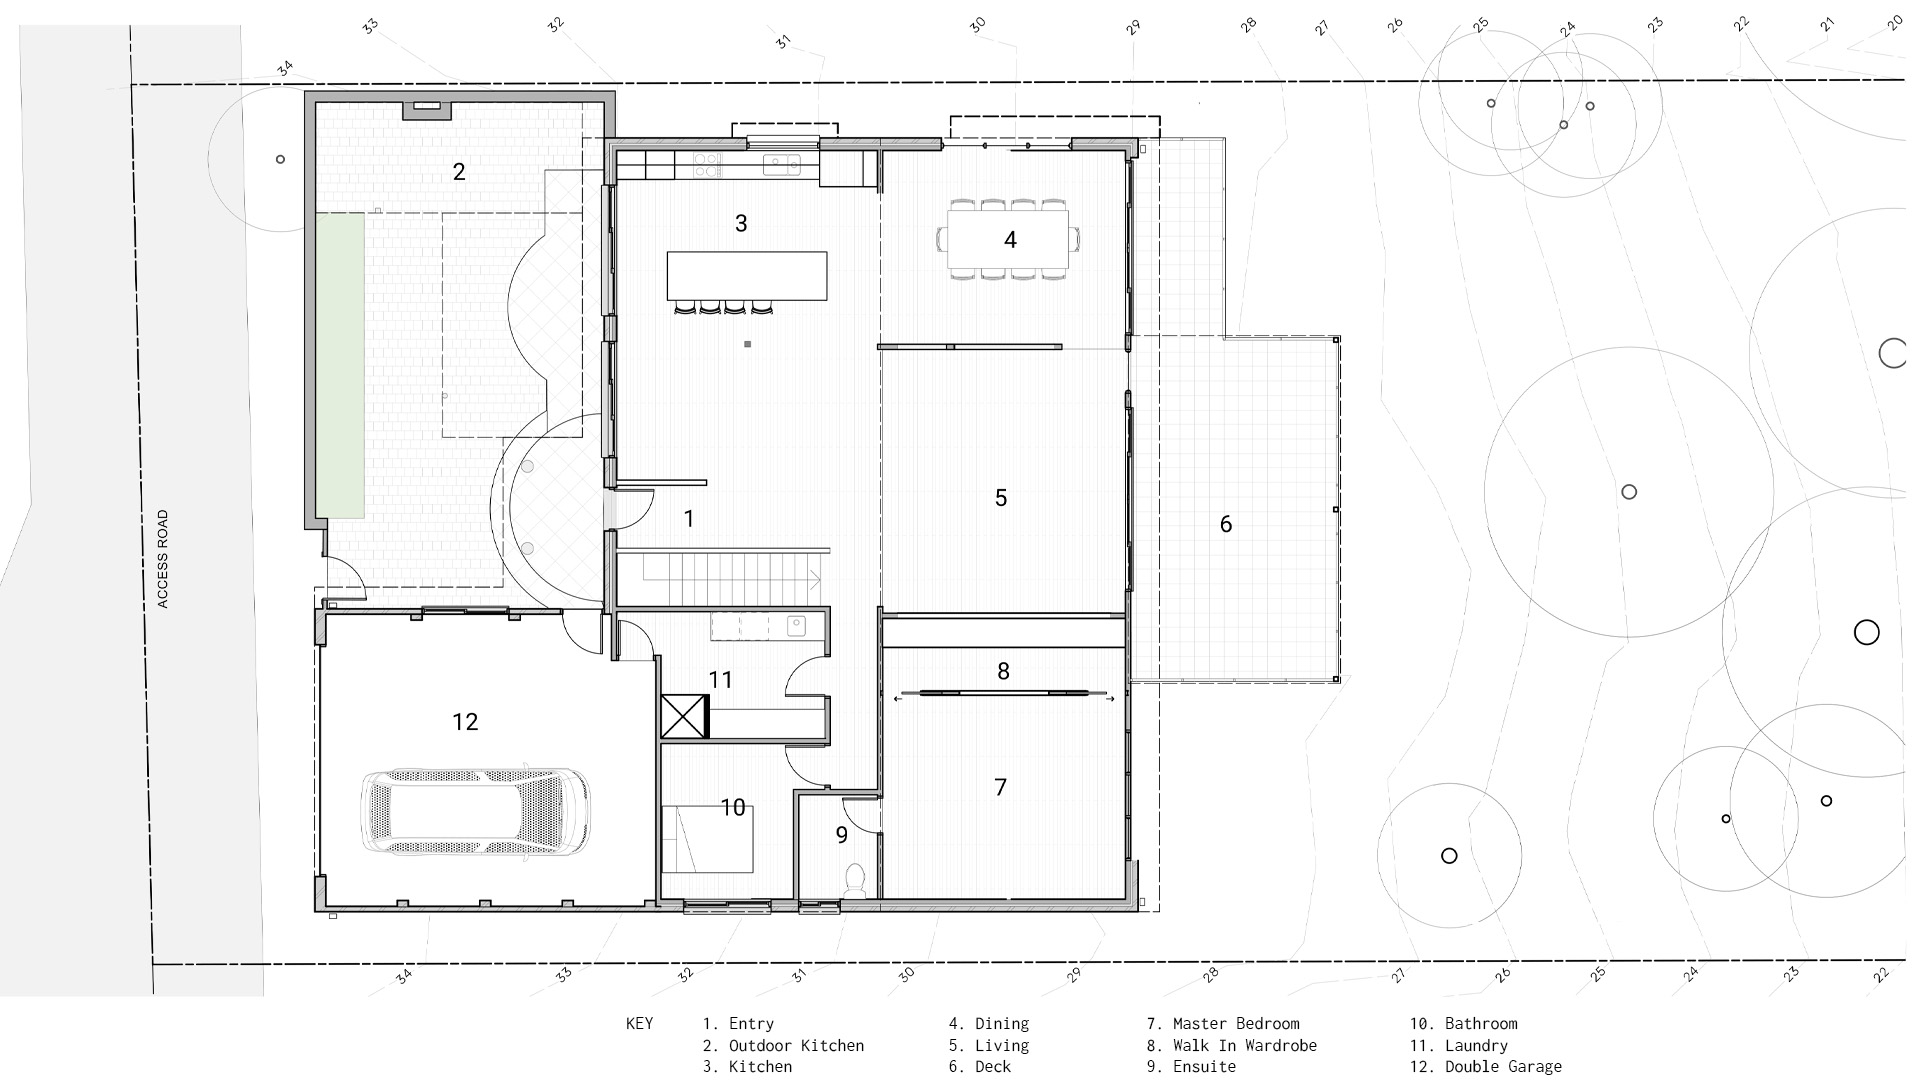 33 32 31 30 29 28 27 26 25 24 23 22 21 20
34
2
3
4
5
1
6
ACCESS ROAD
8
11
12
7
10
9
34 33 32 31 30 29 28 27 26 25 24 23 22
KEY 1. Entry 4. Dining 7. Master Bedroom 10. Bathroom
2. Outdoor Kitchen 5. Living 8. Walk In Wardrobe 11. Laundry
3. Kitchen 6. Deck 9. Ensuite 12. Double Garage